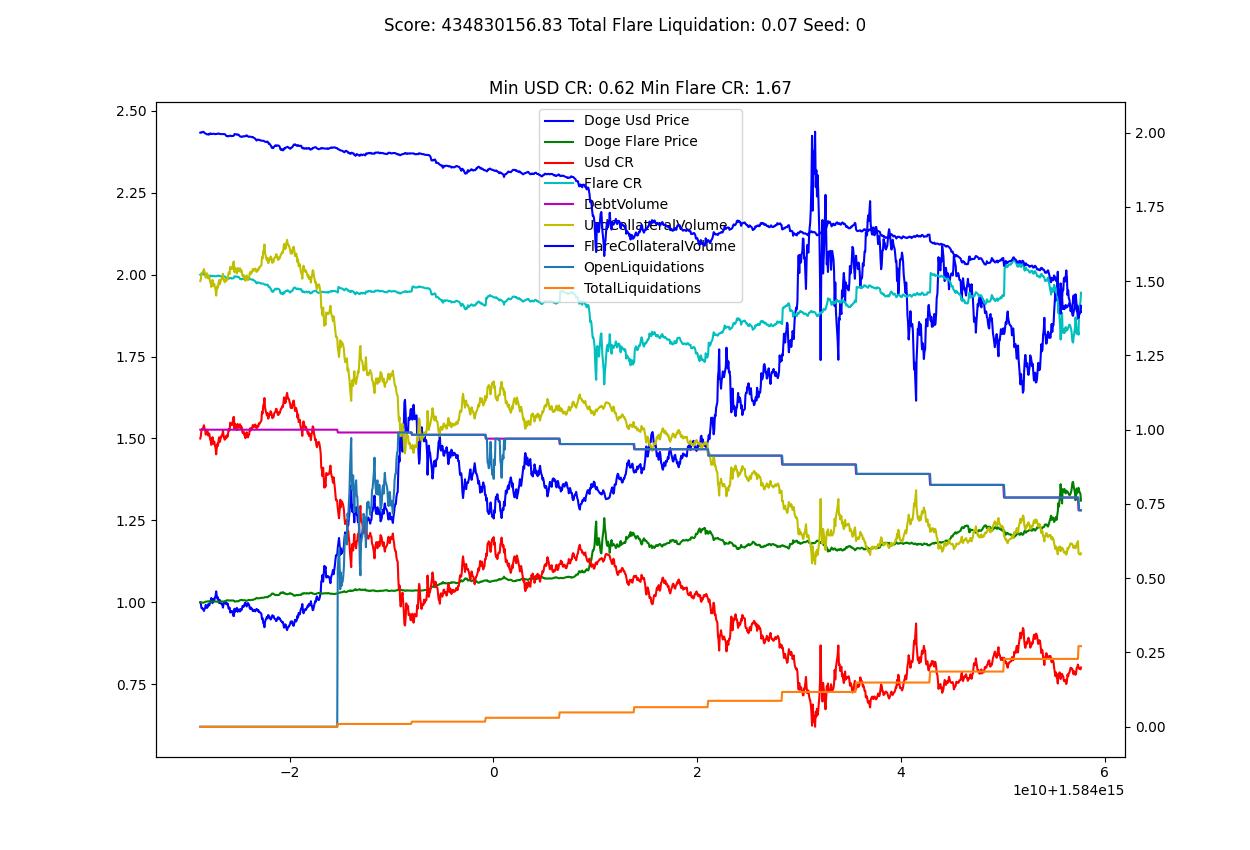 Score: 434830156.83 Total Flare Liquidation: 0.07 Seed: 0
Min USD CR: 0.62 Min Flare CR: 1.67
Doge Usd Price
Doge Flare Price
Usd CR
Flare CR
DebtVolume
UsdCollateralVolume
FlareCollateralVolume
OpenLiquidations
TotalLiquidations
2.50
2.25
2.00
1.75
1.50
1.25
1.00
0.75
2.00
1.75
1.50
1.25
1.00
0.75
0.50
0.25
0.00
−2 0 2 4 6
1e10+1.584e15